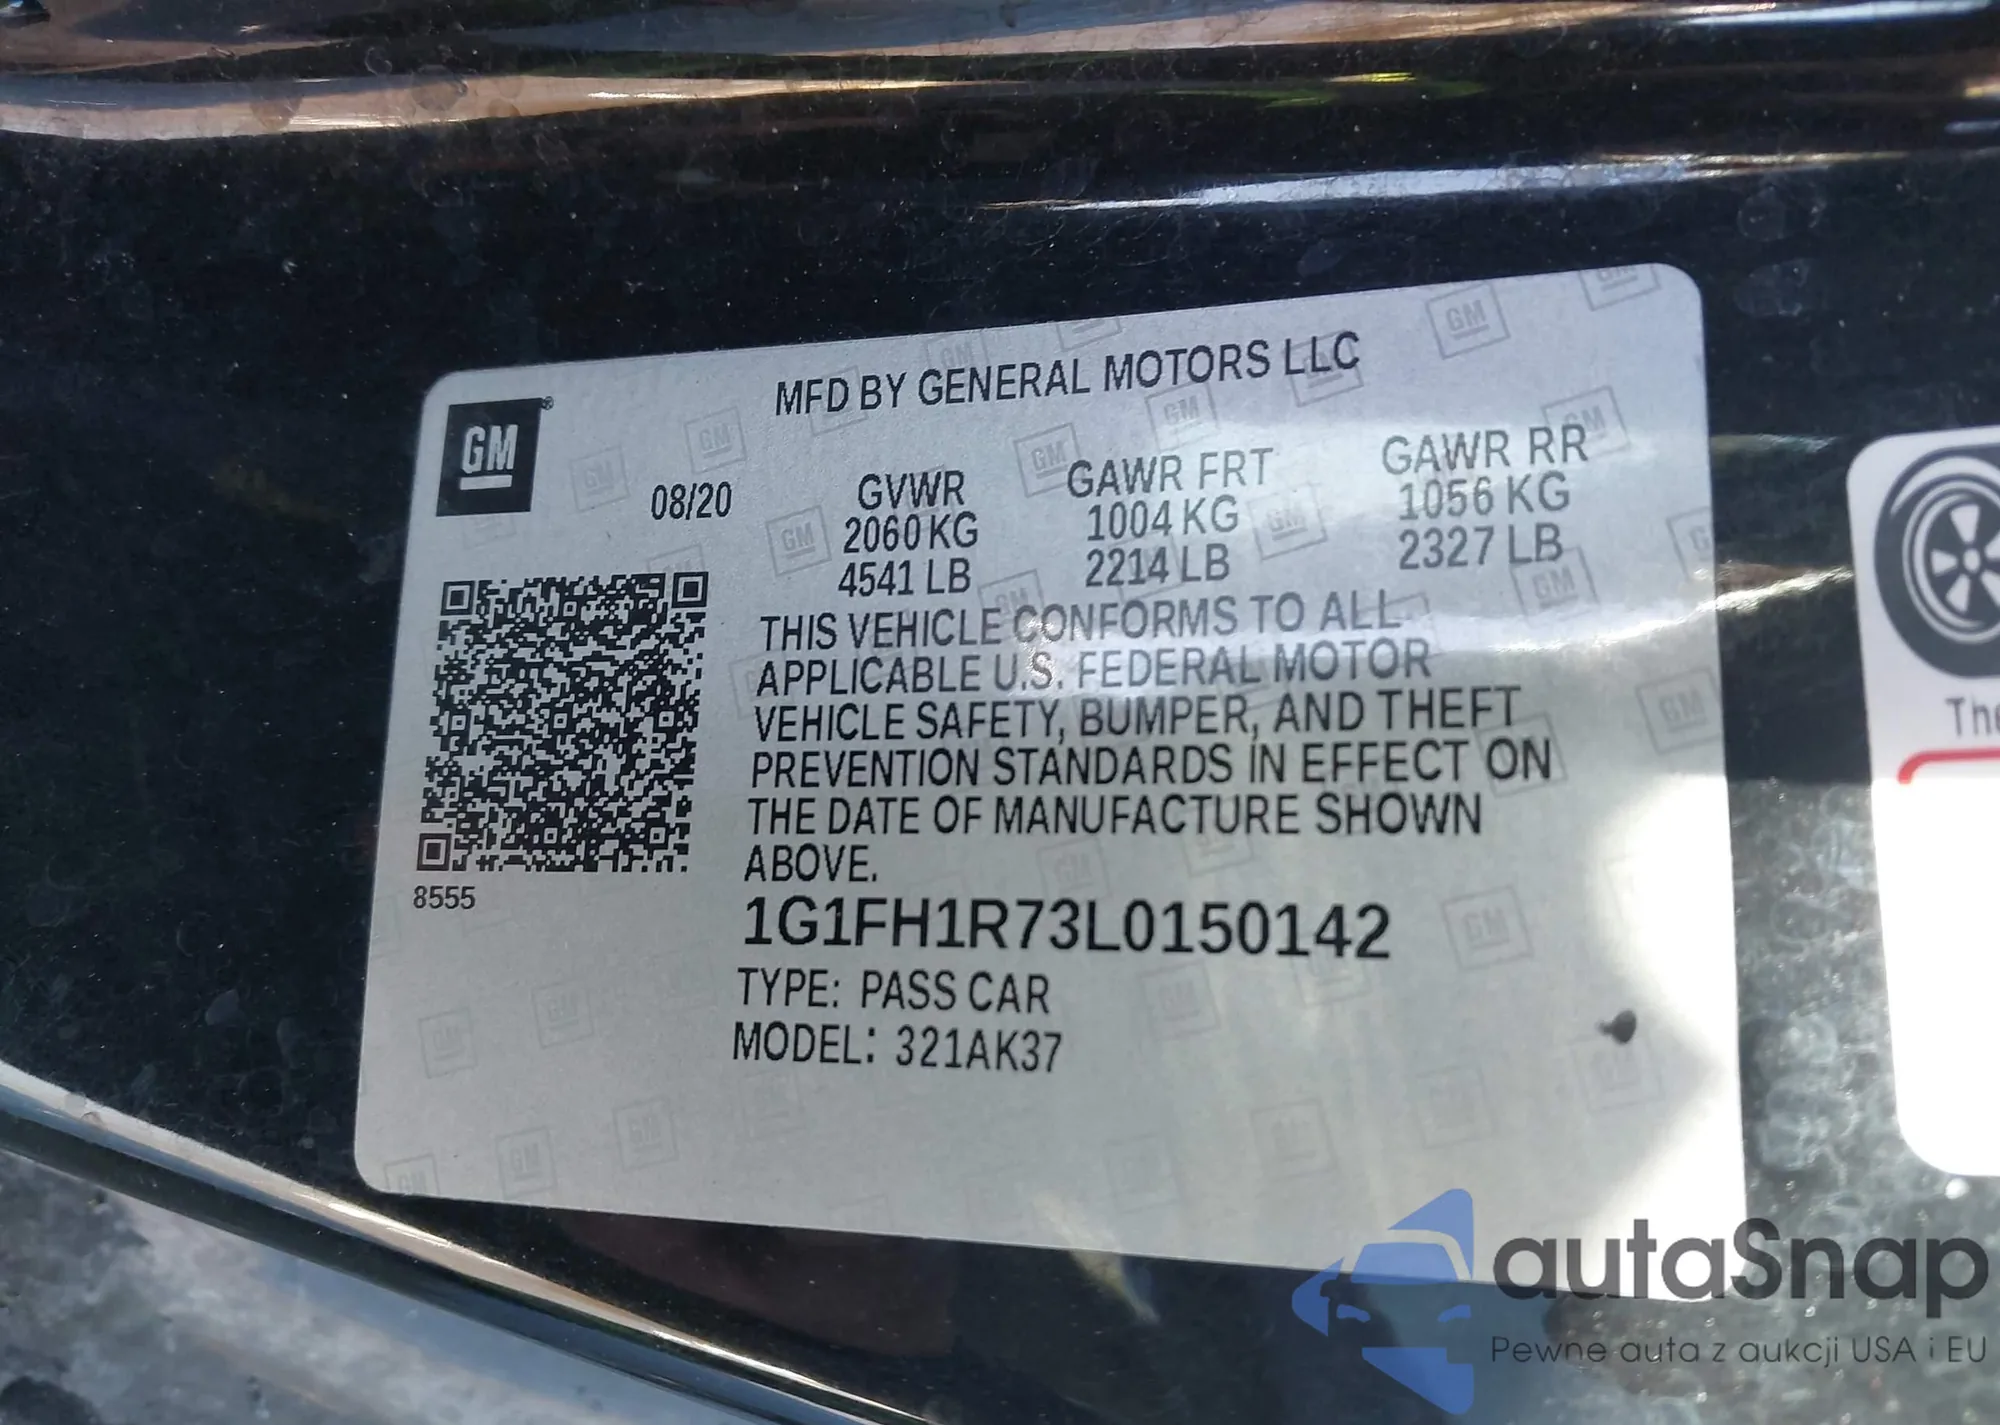 MFD BY GENERAL MOTORS LLC
GM®
08/20
GVWR
2060 KG
4541 LB
GAWR FRT
1004 KG
2214 LB
GAWR RR
1056 KG
2327 LB
THIS VEHICLE CONFORMS TO ALL
APPLICABLE U.S. FEDERAL MOTOR
VEHICLE SAFETY, BUMPER, AND THEFT
PREVENTION STANDARDS IN EFFECT ON
THE DATE OF MANUFACTURE SHOWN
ABOVE.
8555
1G1FH1R73L0150142
TYPE: PASS CAR
MODEL: 321AK37
autaSnap
Pewne auta z aukcji USA i EU